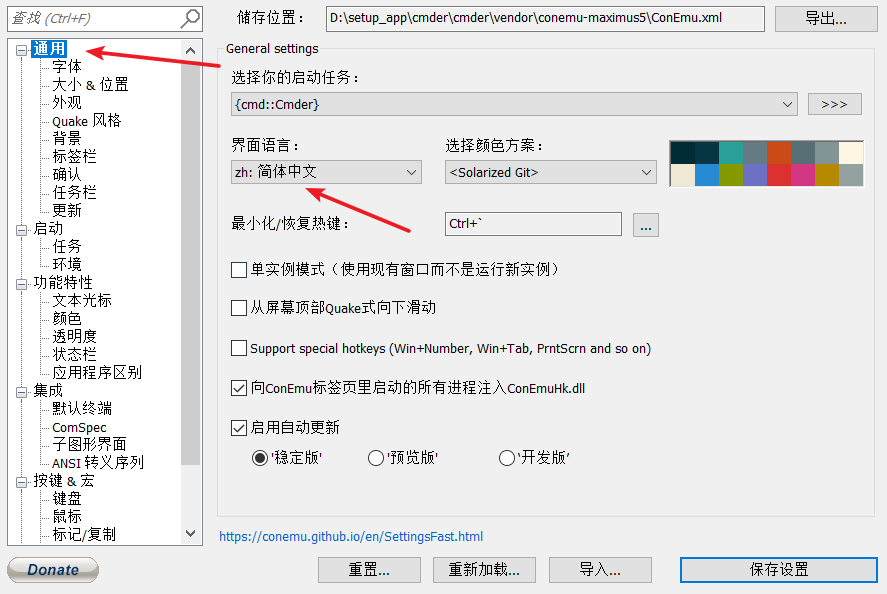 查找 (Ctrl+F)
通用
字体
大小 & 位置
外观
Quake 风格
背景
标签栏
确认
任务栏
更新
启动
任务
环境
功能特性
文本光标
颜色
透明度
状态栏
应用程序区别
集成
默认终端
ComSpec
子图形界面
ANSI 转义序列
按键 & 宏
键盘
鼠标
标记/复制
储存位置：
D:\setup_app\cmder\cmder\vendor\conemu-maximus5\ConEmu.xml
导出...
General settings
选择你的启动任务：
{cmd::Cmder}
>>>
界面语言：
选择颜色方案：
zh: 简体中文
<Solarized Git>
最小化/恢复热键：
Ctrl+`
...
单实例模式（使用现有窗口而不是运行新实例）
从屏幕顶部Quake式向下滑动
Support special hotkeys (Win+Number, Win+Tab, PrntScrn and so on)
向ConEmu标签页里启动的所有进程注入ConEmuHk.dll
启用自动更新
'稳定版'
'预览版'
'开发版'
https://conemu.github.io/en/SettingsFast.html
Donate
重置...
重新加载...
导入...
保存设置